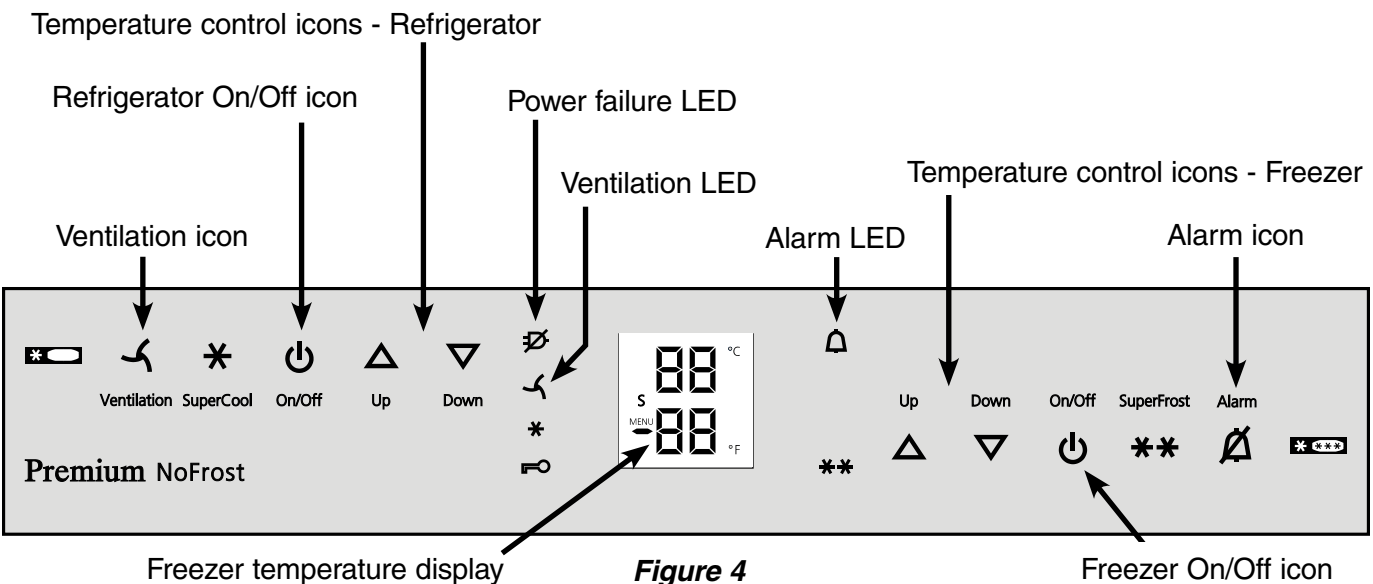 Temperature control icons - Refrigerator
Refrigerator On/Off icon
Power failure LED
Ventilation LED
Temperature control icons - Freezer
Ventilation icon
Alarm LED
Alarm icon
88 °C
Ventilation SuperCool On/Off Up Down
S
Up Down On/Off SuperFrost Alarm
MENU
88 °F
Premium NoFrost
Freezer temperature display
Figure 4
Freezer On/Off icon